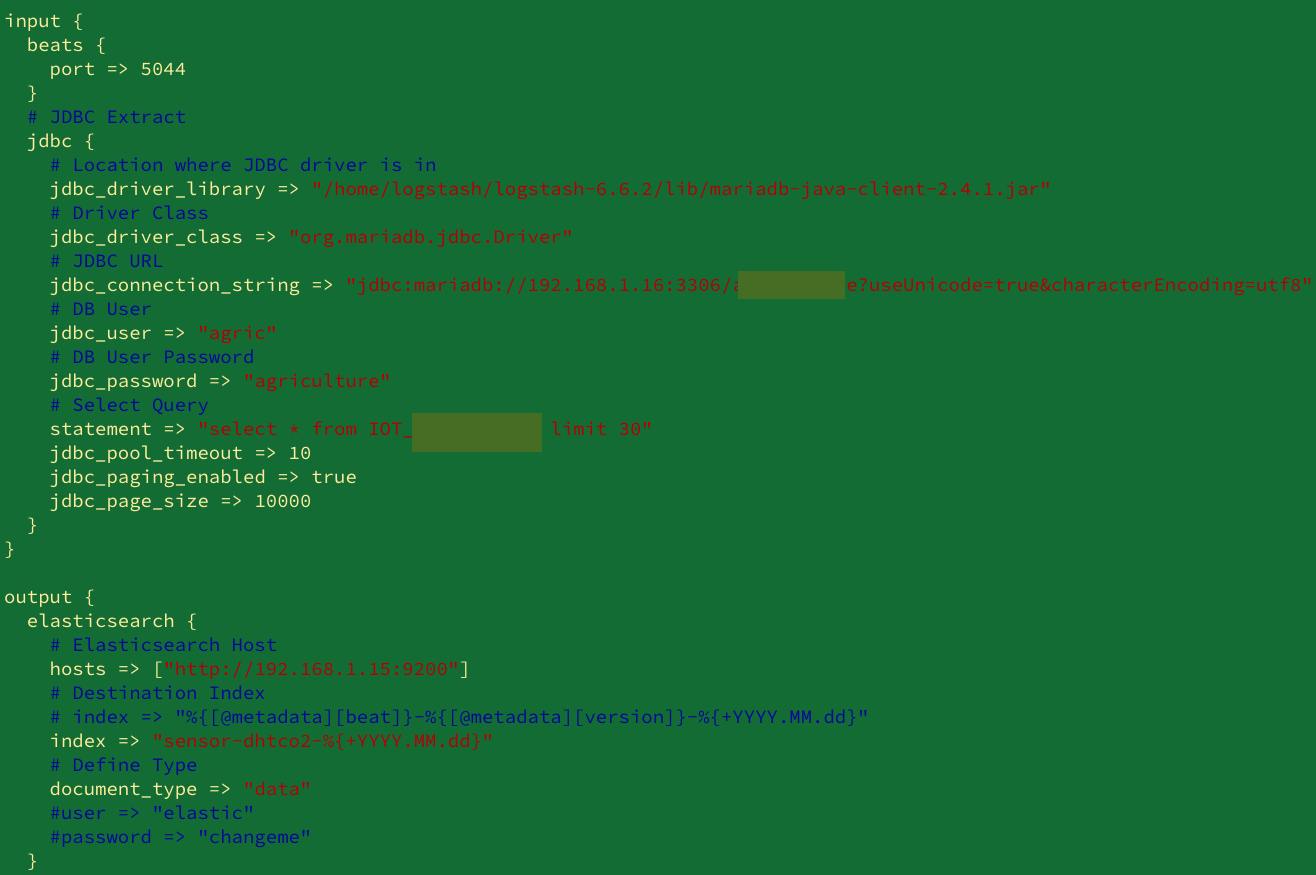 input {
  beats {
    port => 5044
  }
  # JDBC Extract
  jdbc {
    # Location where JDBC driver is in
    jdbc_driver_library => "/home/logstash/logstash-6.6.2/lib/mariadb-java-client-2.4.1.jar"
    # Driver Class
    jdbc_driver_class => "org.mariadb.jdbc.Driver"
    # JDBC URL
    jdbc_connection_string => "jdbc:mariadb://192.168.1.16:3306/a e?useUnicode=true&characterEncoding=utf8"
    # DB User
    jdbc_user => "agric"
    # DB User Password
    jdbc_password => "agriculture"
    # Select Query
    statement => "select * from IOT_ limit 30"
    jdbc_pool_timeout => 10
    jdbc_paging_enabled => true
    jdbc_page_size => 10000
  }
}

output {
  elasticsearch {
    # Elasticsearch Host
    hosts => ["http://192.168.1.15:9200"]
    # Destination Index
    # index => "%{[@metadata][beat]}-%{[@metadata][version]}-%{+YYYY.MM.dd}"
    index => "sensor-dhtco2-%{+YYYY.MM.dd}"
    # Define Type
    document_type => "data"
    #user => "elastic"
    #password => "changeme"
  }